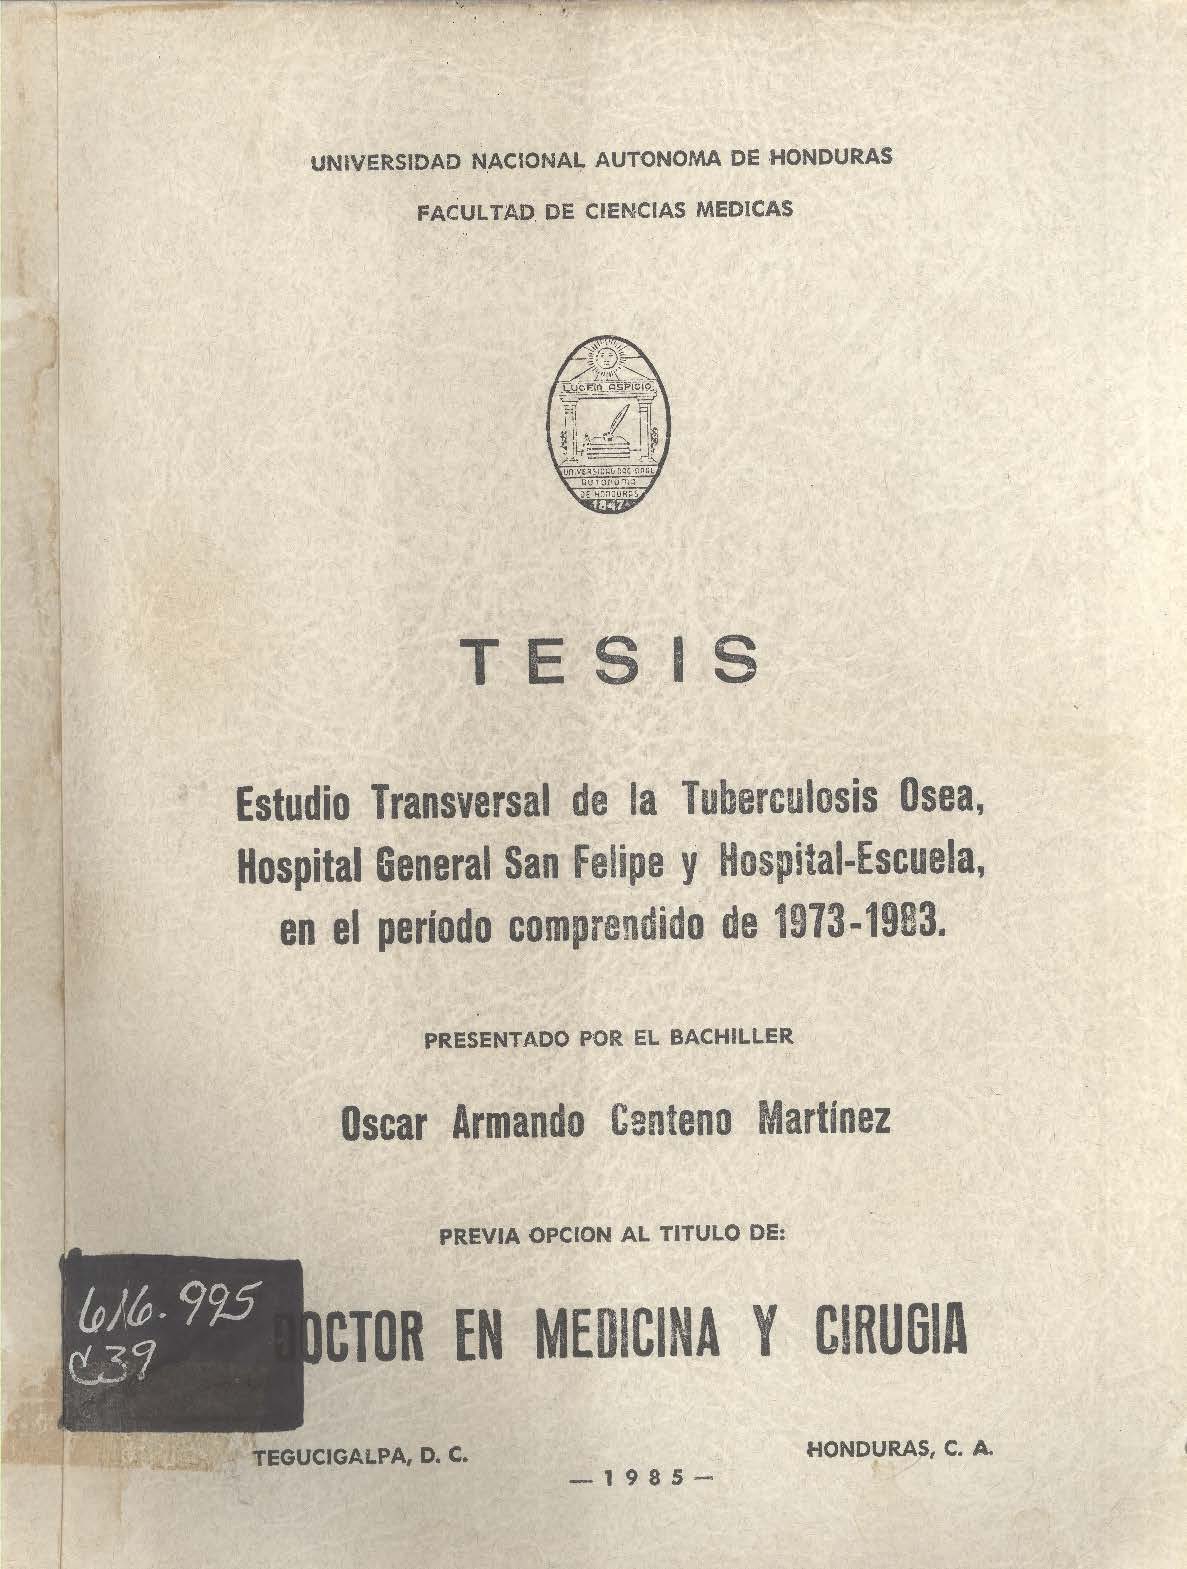 UNIVERSIDAD NACIONAL AUTONOMA DE HONDURAS
FACULTAD DE CIENCIAS MEDICAS
LUCEM ASPICIO
UNIVERSIDAD NACIONAL
AUTONOMA
DE HONDURAS
1847
TESIS
Estudio Transversal de la Tuberculosis Osea,
Hospital General San Felipe y Hospital-Escuela,
en el período comprendido de 1973-1983.
PRESENTADO POR EL BACHILLER
Oscar Armando Centeno Martínez
PREVIA OPCION AL TITULO DE:
616.995
C39
DOCTOR EN MEDICINA Y CIRUGIA
TEGUCIGALPA, D. C.
HONDURAS, C. A.
—1985—